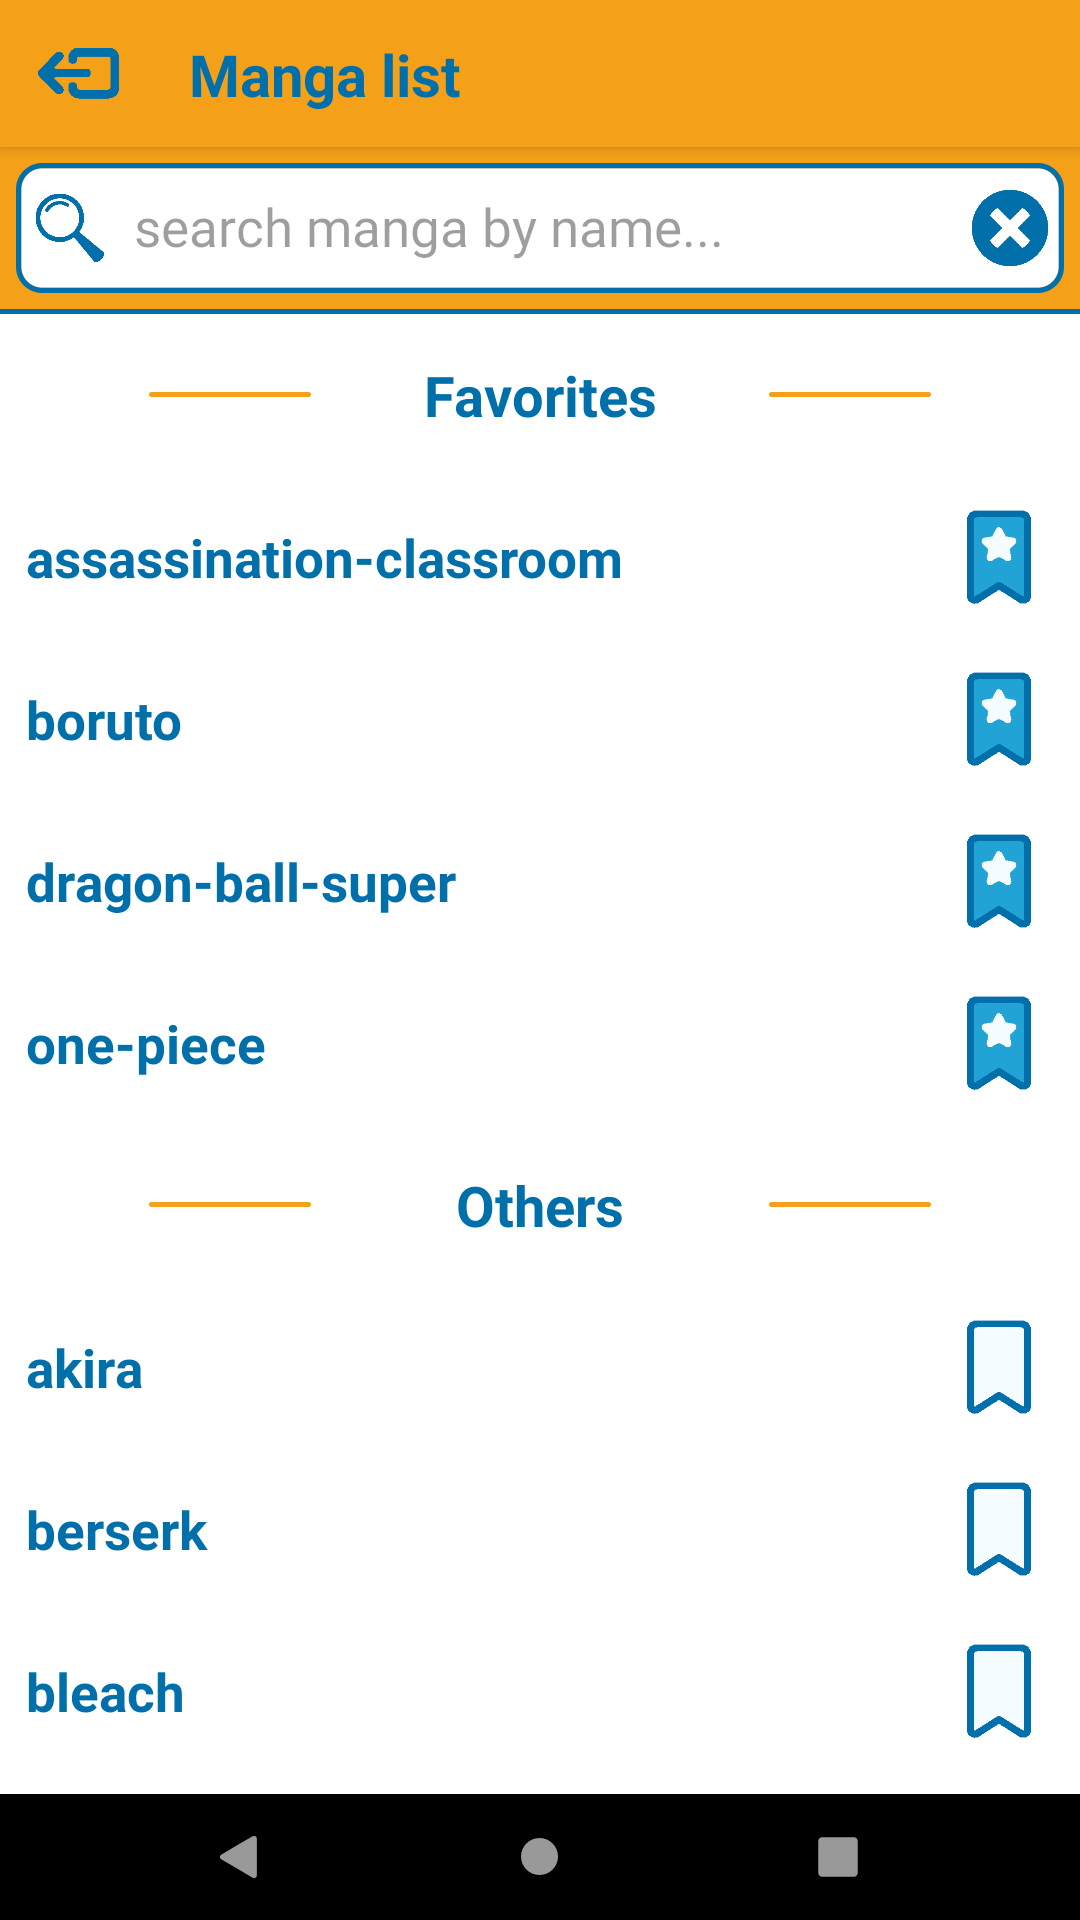 Manga list
search manga by name...
Favorites
assassination-classroom
boruto
dragon-ball-super
one-piece
Others
akira
berserk
bleach